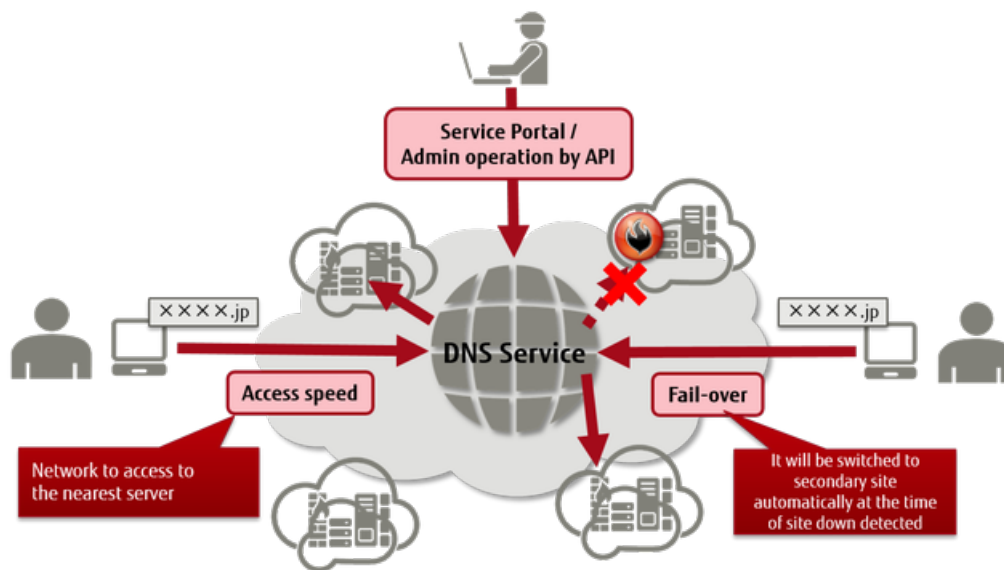 Service Portal /
Admin operation by API
××××.jp
××××.jp
DNS Service
Access speed
Fail-over
Network to access to
the nearest server
It will be switched to
secondary site
automatically at the time
of site down detected